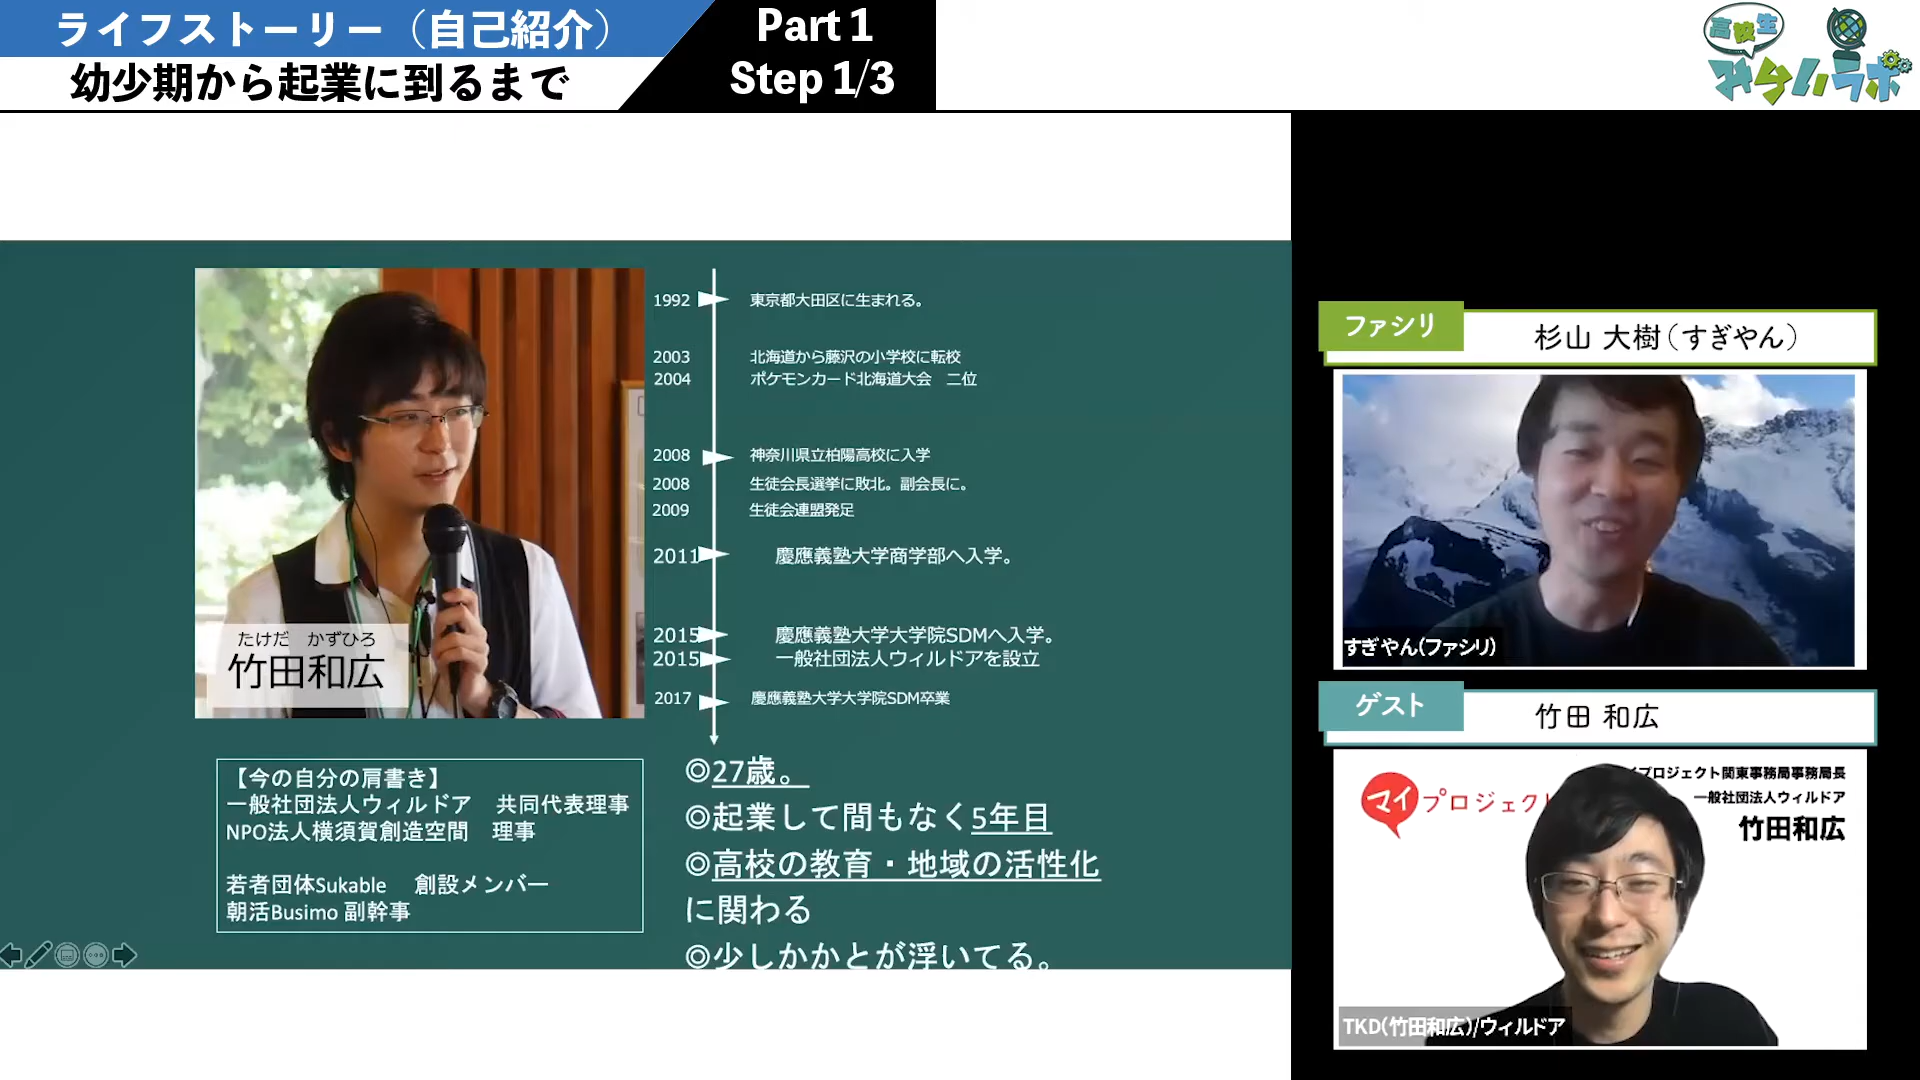 ライフストーリー（自己紹介）
幼少期から起業に到るまで
Part 1
Step 1/3
高校生
みらいラボ
1992 東京都大田区に生まれる。
2003 北海道から藤沢の小学校に転校
2004 ポケモンカード北海道大会　二位
2008 神奈川県立柏陽高校に入学
2008 生徒会長選挙に敗北。副会長に。
2009 生徒会連盟発足
2011 慶應義塾大学商学部へ入学。
2015 慶應義塾大学大学院SDMへ入学。
2015 一般社団法人ウィルドアを設立
2017 慶應義塾大学大学院SDM卒業
たけだ　かずひろ
竹田和広
【今の自分の肩書き】
一般社団法人ウィルドア　共同代表理事
NPO法人横須賀創造空間　理事
若者団体Sukable　創設メンバー
朝活Busimo 副幹事
◎27歳。
◎起業して間もなく5年目
◎高校の教育・地域の活性化
に関わる
◎少しかかとが浮いてる。
ファシリ
杉山 大樹（すぎやん）
すぎやん(ファシリ)
ゲスト
竹田 和広
マイプロジェクト
プロジェクト関東事務局事務局長
一般社団法人ウィルドア
竹田和広
TKD(竹田和広)/ウィルドア